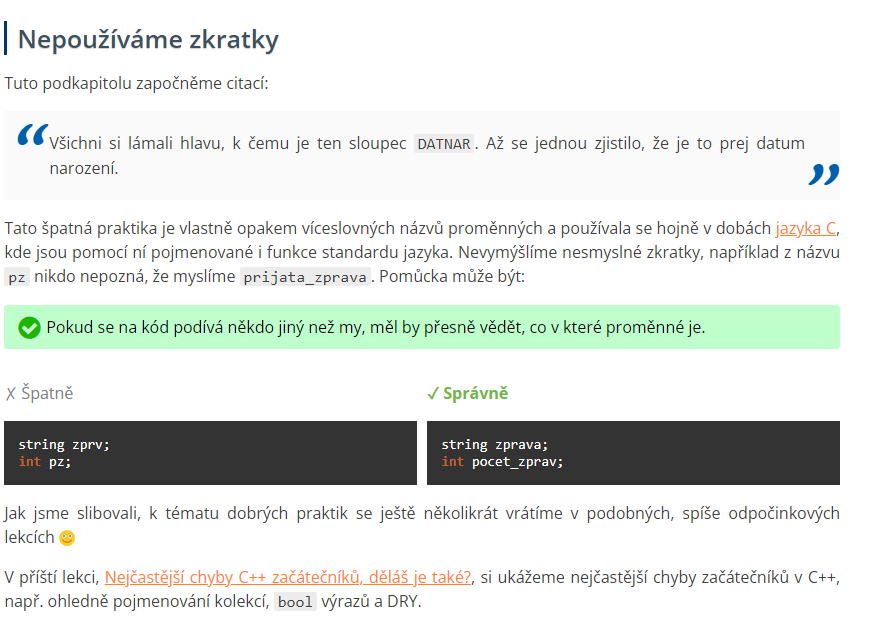 Nepoužíváme zkratky
Tuto podkapitolu započněme citací:
“Všichni si lámali hlavu, k čemu je ten sloupec DATNAR. Až se jednou zjistilo, že je to prej datum
narození.”
Tato špatná praktika je vlastně opakem víceslovných názvů proměnných a používala se hojně v dobách jazyka C,
kde jsou pomocí ní pojmenované i funkce standardu jazyka. Nevymýšlíme nesmyslné zkratky, například z názvu
pz nikdo nepozná, že myslíme prijata_zprava. Pomůcka může být:
Pokud se na kód podívá někdo jiný než my, měl by přesně vědět, co v které proměnné je.
✗ Špatně
string zprv;
int pz;
✓ Správně
string zprava;
int pocet_zprav;
Jak jsme slibovali, k tématu dobrých praktik se ještě několikrát vrátíme v podobných, spíše odpočinkových
lekcích 🙂
V příští lekci, Nejčastější chyby C++ začátečníků, děláš je také?, si ukážeme nejčastější chyby začátečníků v C++,
např. ohledně pojmenování kolekcí, bool výrazů a DRY.